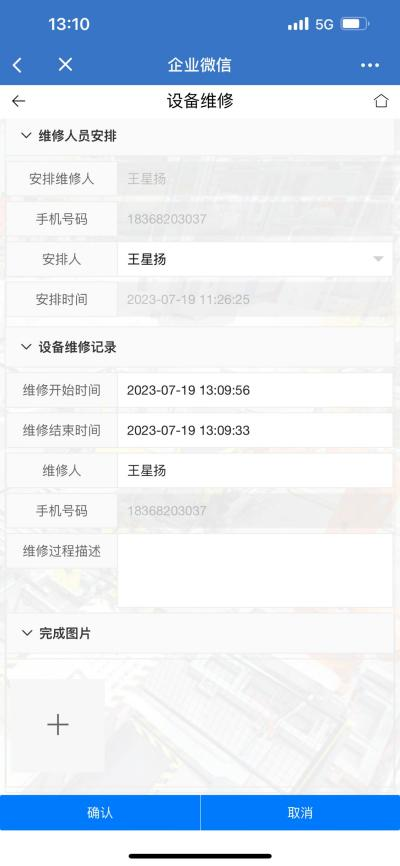 13:10
5G
企业微信
设备维修
维修人员安排
安排维修人 王星扬
手机号码 18368203037
安排人 王星扬
安排时间 2023-07-19 11:26:25
设备维修记录
维修开始时间 2023-07-19 13:09:56
维修结束时间 2023-07-19 13:09:33
维修人 王星扬
手机号码 18368203037
维修过程描述
完成图片
确认 取消